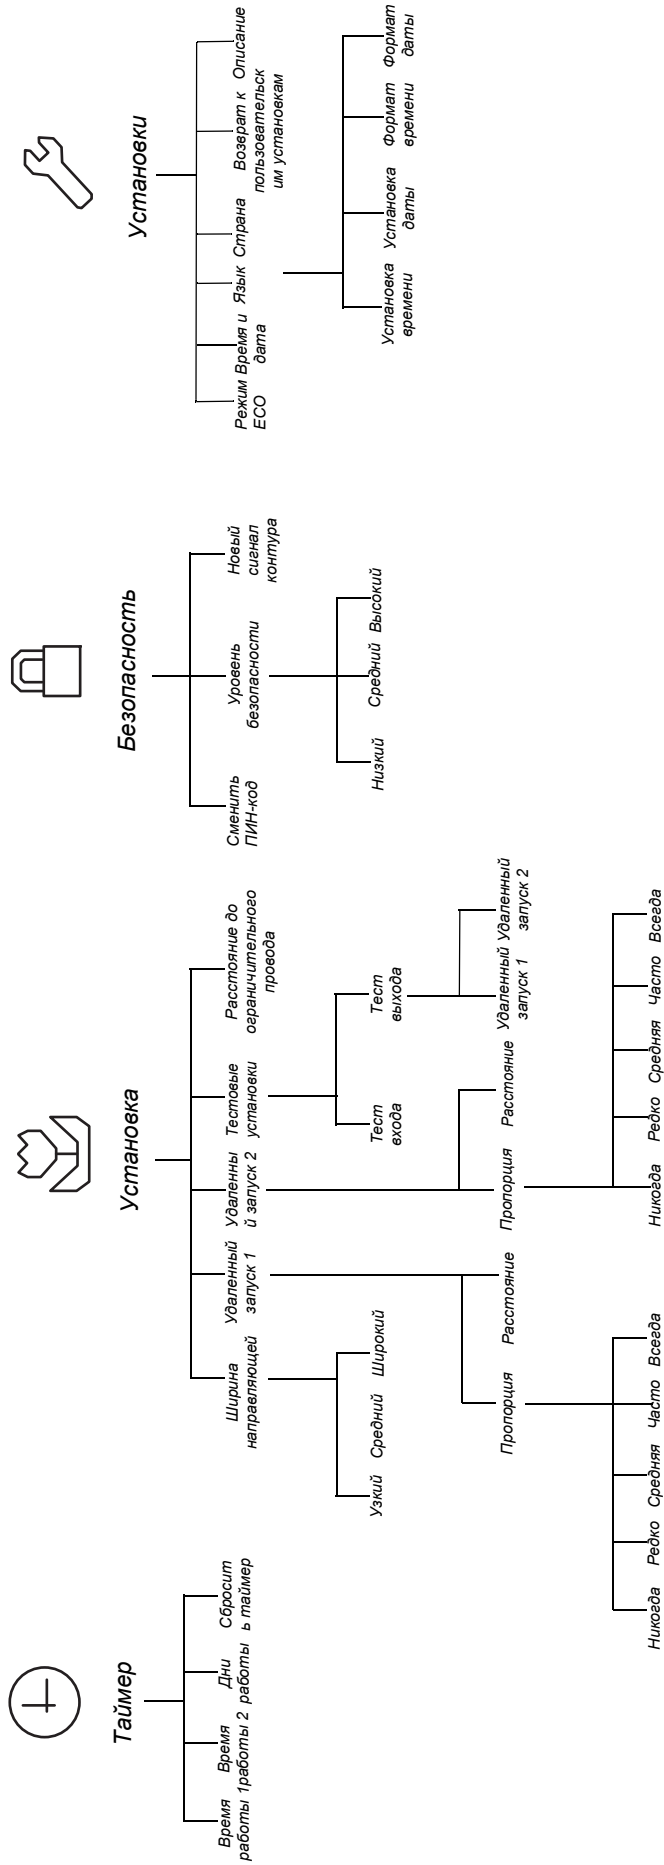 Таймер
Время
работы 1
Время
работы 2
Дни
работы
Сбросит
ь таймер
Установка
Ширина
направляющей
Удаленный
запуск 1
Удаленны
й запуск 2
Тестовые
установки
Расстояние до
ограничительного
провода
Узкий
Средний
Широкий
Тест
входа
Тест
выхода
Удаленный
запуск 1
Удаленный
запуск 2
Пропорция
Расстояние
Пропорция
Расстояние
Никогда
Редко
Средняя
Часто
Всегда
Никогда
Редко
Средняя
Часто
Всегда
Безопасность
Сменить
ПИН-код
Уровень
безопасности
Новый
сигнал
контура
Низкий
Средний
Высокий
Установки
Режим
ECO
Время и
дата
Язык
Страна
Возврат к
пользовательск
им установкам
Описание
Установка
времени
Установка
даты
Формат
времени
Формат
даты